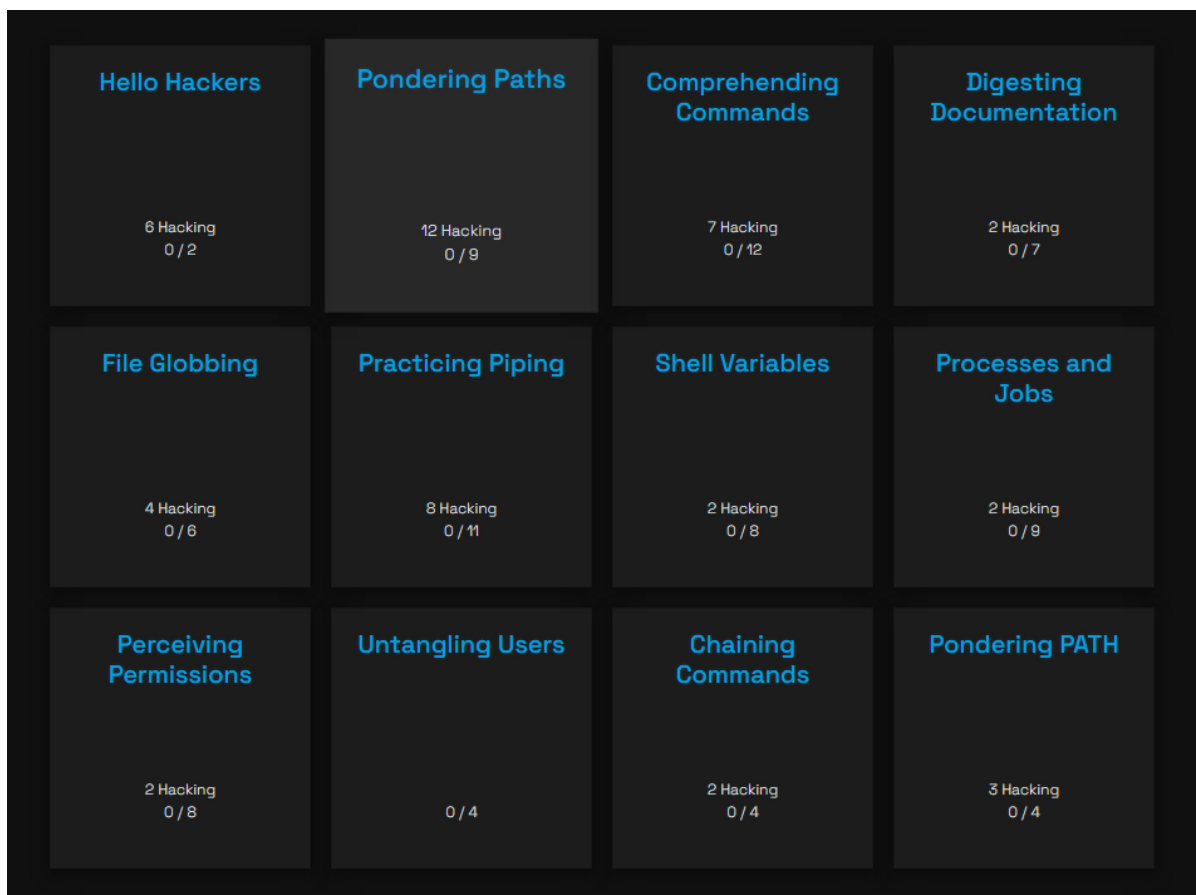 Hello Hackers
6 Hacking
0 / 2
Pondering Paths
12 Hacking
0 / 9
Comprehending
Commands
7 Hacking
0 / 12
Digesting
Documentation
2 Hacking
0 / 7
File Globbing
4 Hacking
0 / 6
Practicing Piping
8 Hacking
0 / 11
Shell Variables
2 Hacking
0 / 8
Processes and
Jobs
2 Hacking
0 / 9
Perceiving
Permissions
2 Hacking
0 / 8
Untangling Users
0 / 4
Chaining
Commands
2 Hacking
0 / 4
Pondering PATH
3 Hacking
0 / 4